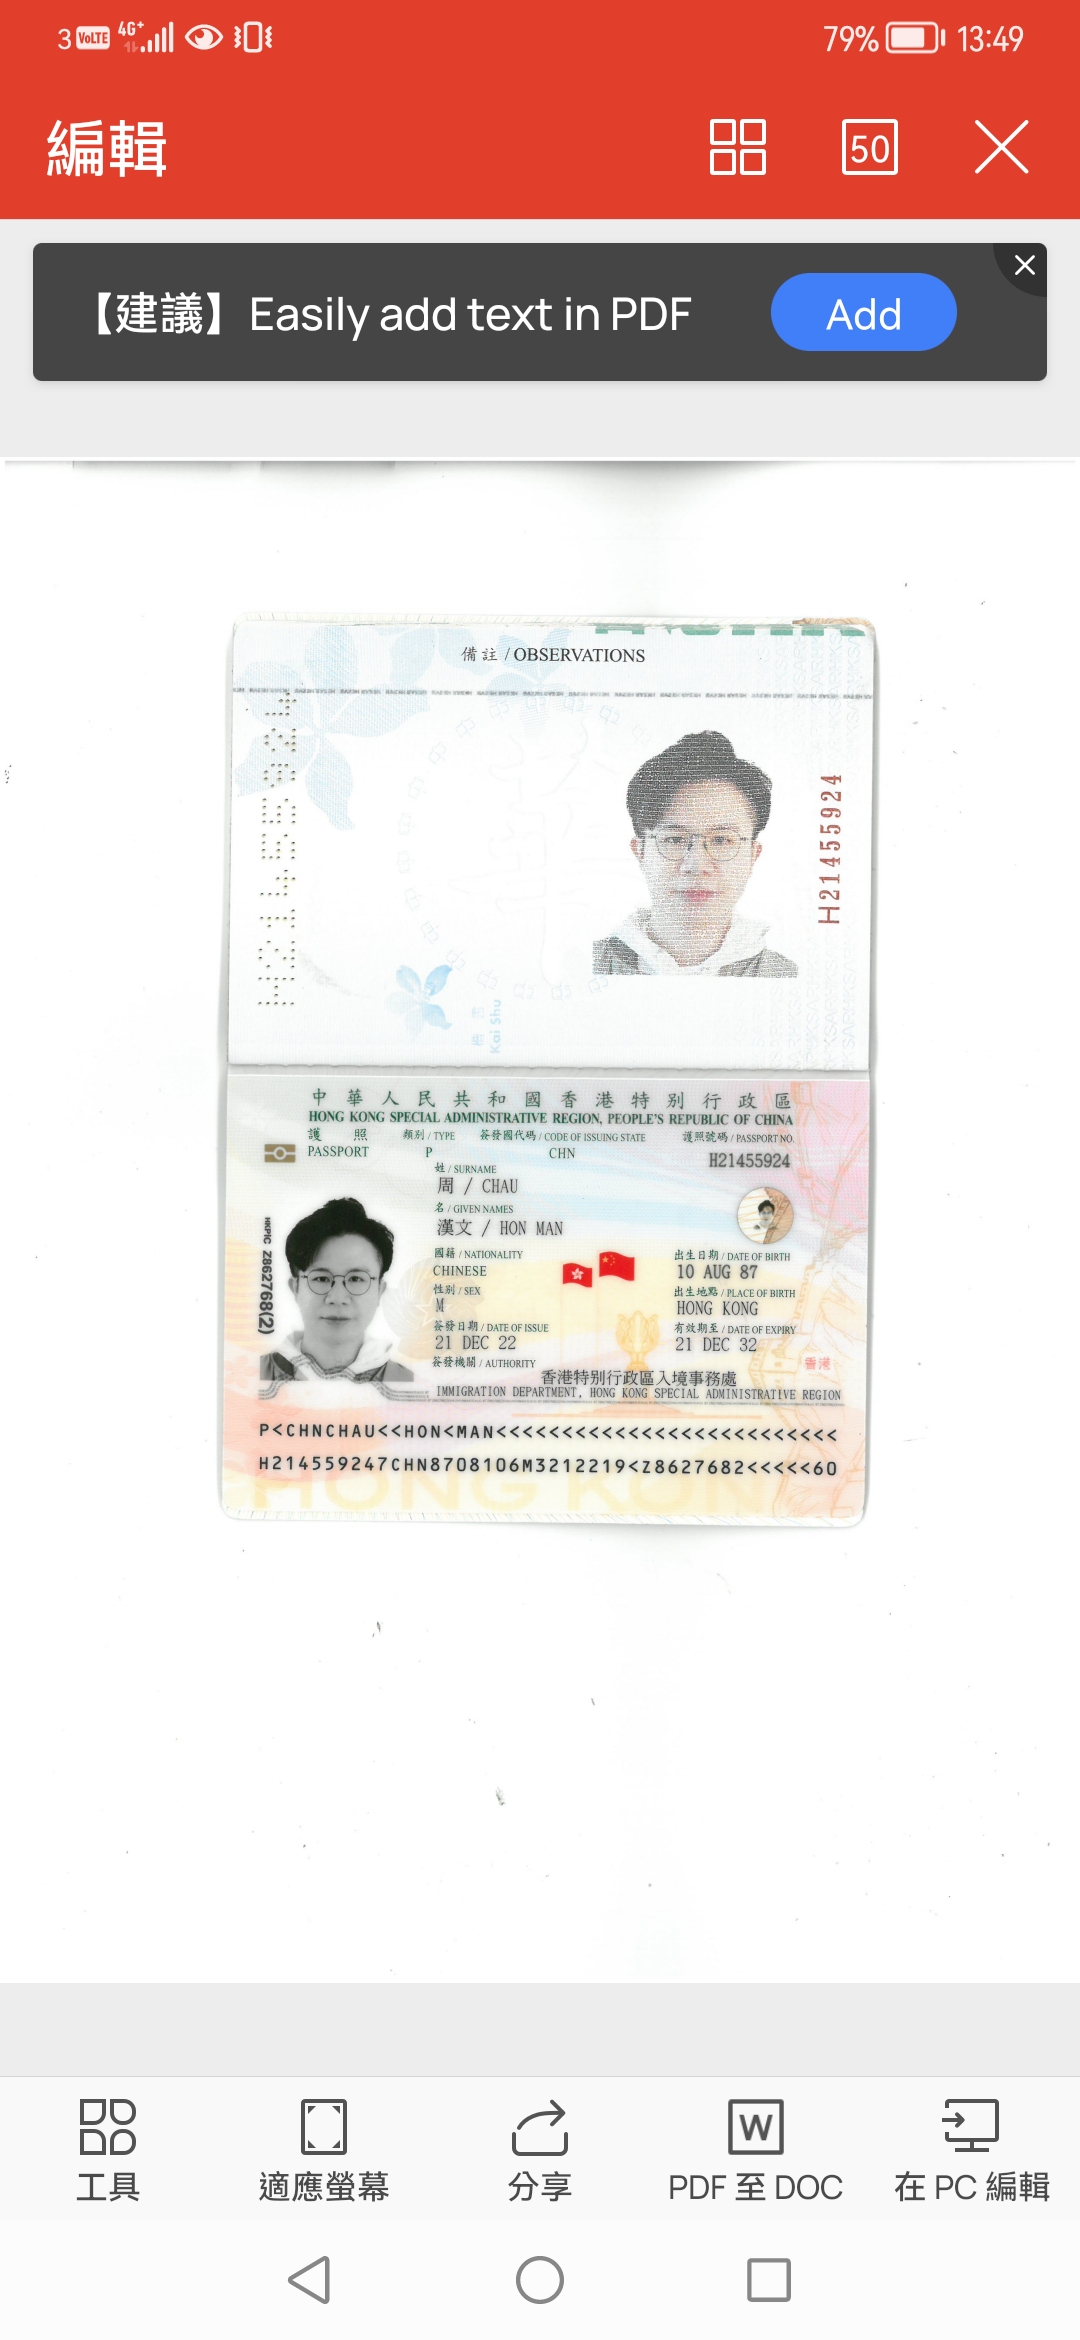 3 VoLTE 4G+ 79% 13:49
編輯
50
【建議】Easily add text in PDF
Add
備註 / OBSERVATIONS
H21455924
H21455924
Kai Shu
中華人民共和國香港特別行政區
HONG KONG SPECIAL ADMINISTRATIVE REGION, PEOPLE'S REPUBLIC OF CHINA
護照 類別 / TYPE 簽發國代碼 / CODE OF ISSUING STATE 護照號碼 / PASSPORT NO.
PASSPORT P CHN H21455924
姓 / SURNAME
周 / CHAU
名 / GIVEN NAMES
漢文 / HON MAN
國籍 / NATIONALITY 出生日期 / DATE OF BIRTH
CHINESE 10 AUG 87
性別 / SEX 出生地點 / PLACE OF BIRTH
M HONG KONG
簽發日期 / DATE OF ISSUE 有效期至 / DATE OF EXPIRY
21 DEC 22 21 DEC 32
簽發機關 / AUTHORITY
香港
香港特別行政區入境事務處
IMMIGRATION DEPARTMENT, HONG KONG SPECIAL ADMINISTRATIVE REGION
HKPIC Z862768(2)
P<CHNCHAU<<HON<MAN<<<<<<<<<<<<<<<<<<<<<<<<<<
H214559247CHN8708106M3212219<Z8627682<<<<<60
HONG KON
工具
適應螢幕
分享
W
PDF 至 DOC
在 PC 編輯